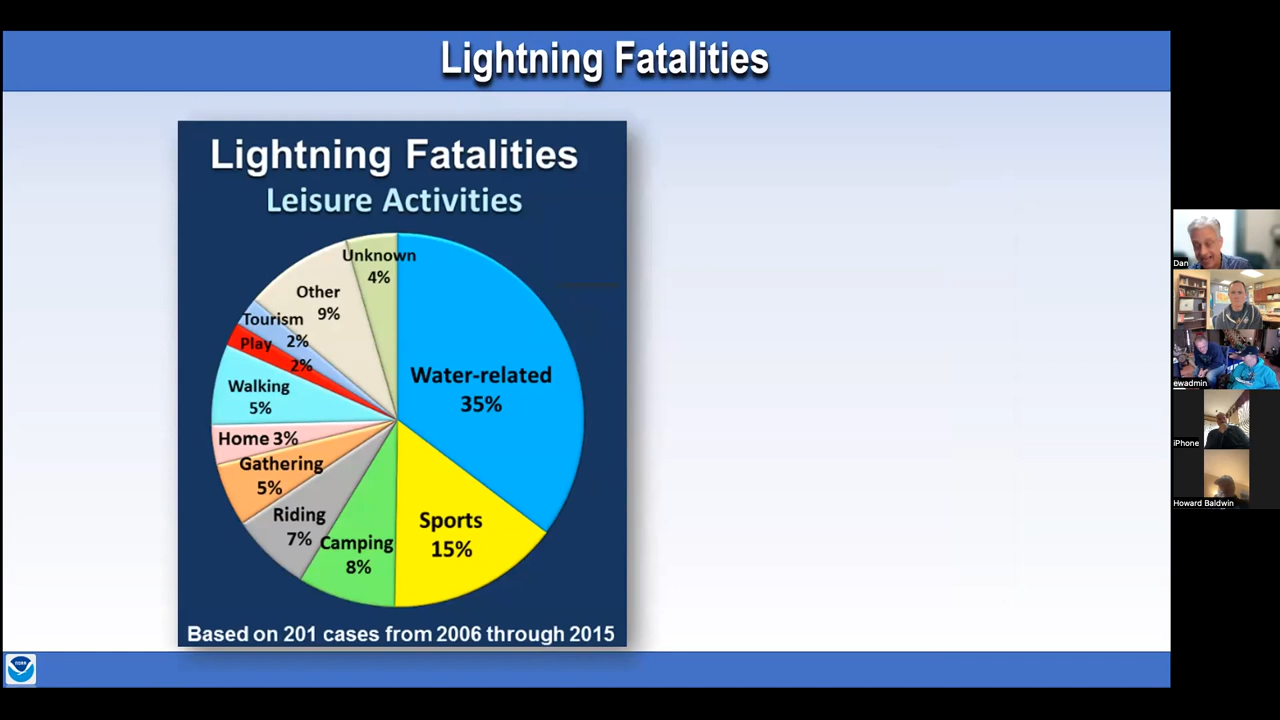 Lightning Fatalities
Lightning Fatalities
Leisure Activities
Unknown
4%
Other
9%
Tourism
2%
Play
2%
Water-related
35%
Walking
5%
Home 3%
Gathering
5%
Riding
7%
Camping
8%
Sports
15%
Based on 201 cases from 2006 through 2015
NOAA
Dan
ewadmin
iPhone
Howard Baldwin